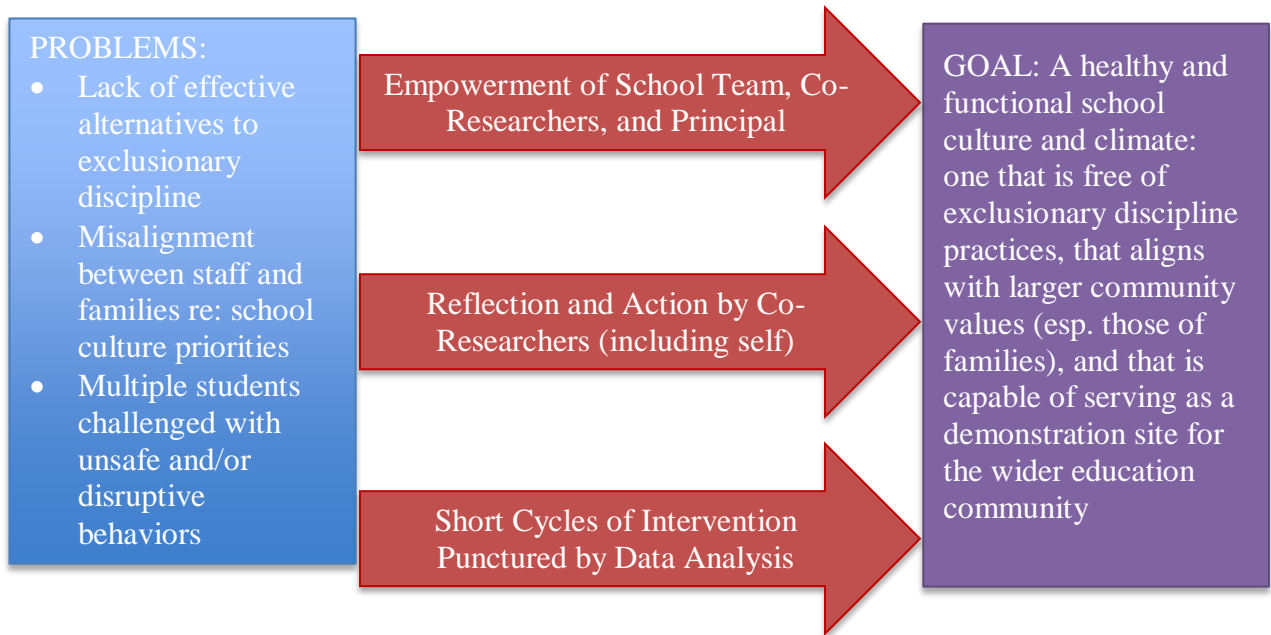 PROBLEMS:
• Lack of effective
alternatives to
exclusionary
discipline
• Misalignment
between staff and
families re: school
culture priorities
• Multiple students
challenged with
unsafe and/or
disruptive
behaviors
Empowerment of School Team, Co-
Researchers, and Principal
Reflection and Action by Co-
Researchers (including self)
Short Cycles of Intervention
Punctured by Data Analysis
GOAL: A healthy and
functional school
culture and climate:
one that is free of
exclusionary discipline
practices, that aligns
with larger community
values (esp. those of
families), and that is
capable of serving as a
demonstration site for
the wider education
community